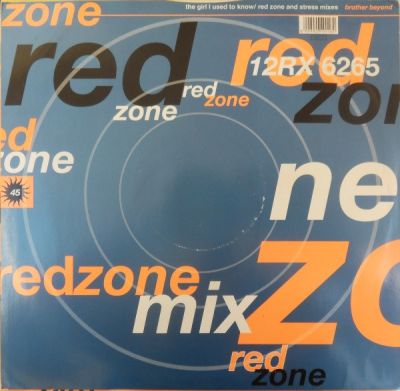 zone
the girl i used to know/ red zone and stress mixes brother beyond
red
red
12RX 6265
red
zone
zone
zon
ed
zone
45
ne
redzone
mix
zo
red
zone